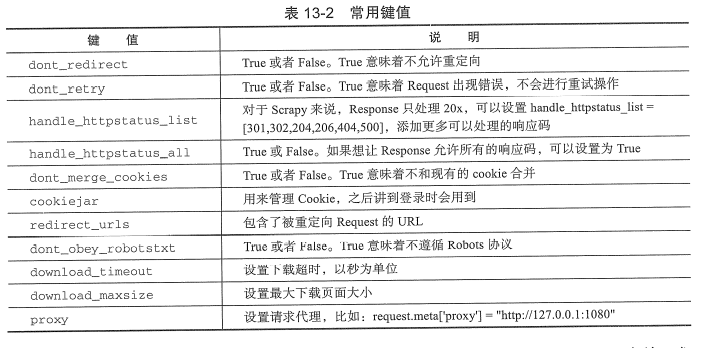 表 13-2 常用键值
键 值 说 明
dont_redirect True 或者 False。True 意味着不允许重定向
dont_retry True 或者 False。True 意味着 Request 出现错误，不会进行重试操作
handle_httpstatus_list 对于 Scrapy 来说，Response 只处理 20x，可以设置 handle_httpstatus_list =
[301,302,204,206,404,500]，添加更多可以处理的响应码
handle_httpstatus_all True 或 False。如果想让 Response 允许所有的响应码，可以设置为 True
dont_merge_cookies True 或者 False。True 意味着不和现有的 cookie 合并
cookiejar 用来管理 Cookie，之后讲到登录时会用到
redirect_urls 包含了被重定向 Request 的 URL
dont_obey_robotstxt True 或者 False。True 意味着不遵循 Robots 协议
download_timeout 设置下载超时，以秒为单位
download_maxsize 设置最大下载页面大小
proxy 设置请求代理，比如：request.meta['proxy'] = "http://127.0.0.1:1080"